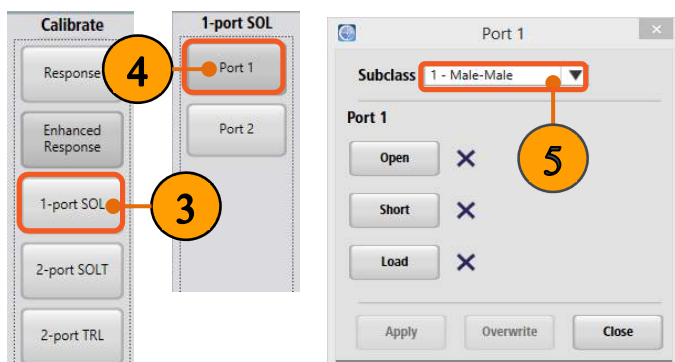 Calibrate
Response
Enhanced
Response
1-port SOL
2-port SOLT
2-port TRL
3
1-port SOL
Port 1
Port 2
4
Port 1
×
Subclass 1 - Male-Male
5
Port 1
Open
Short
Load
Apply Overwrite Close